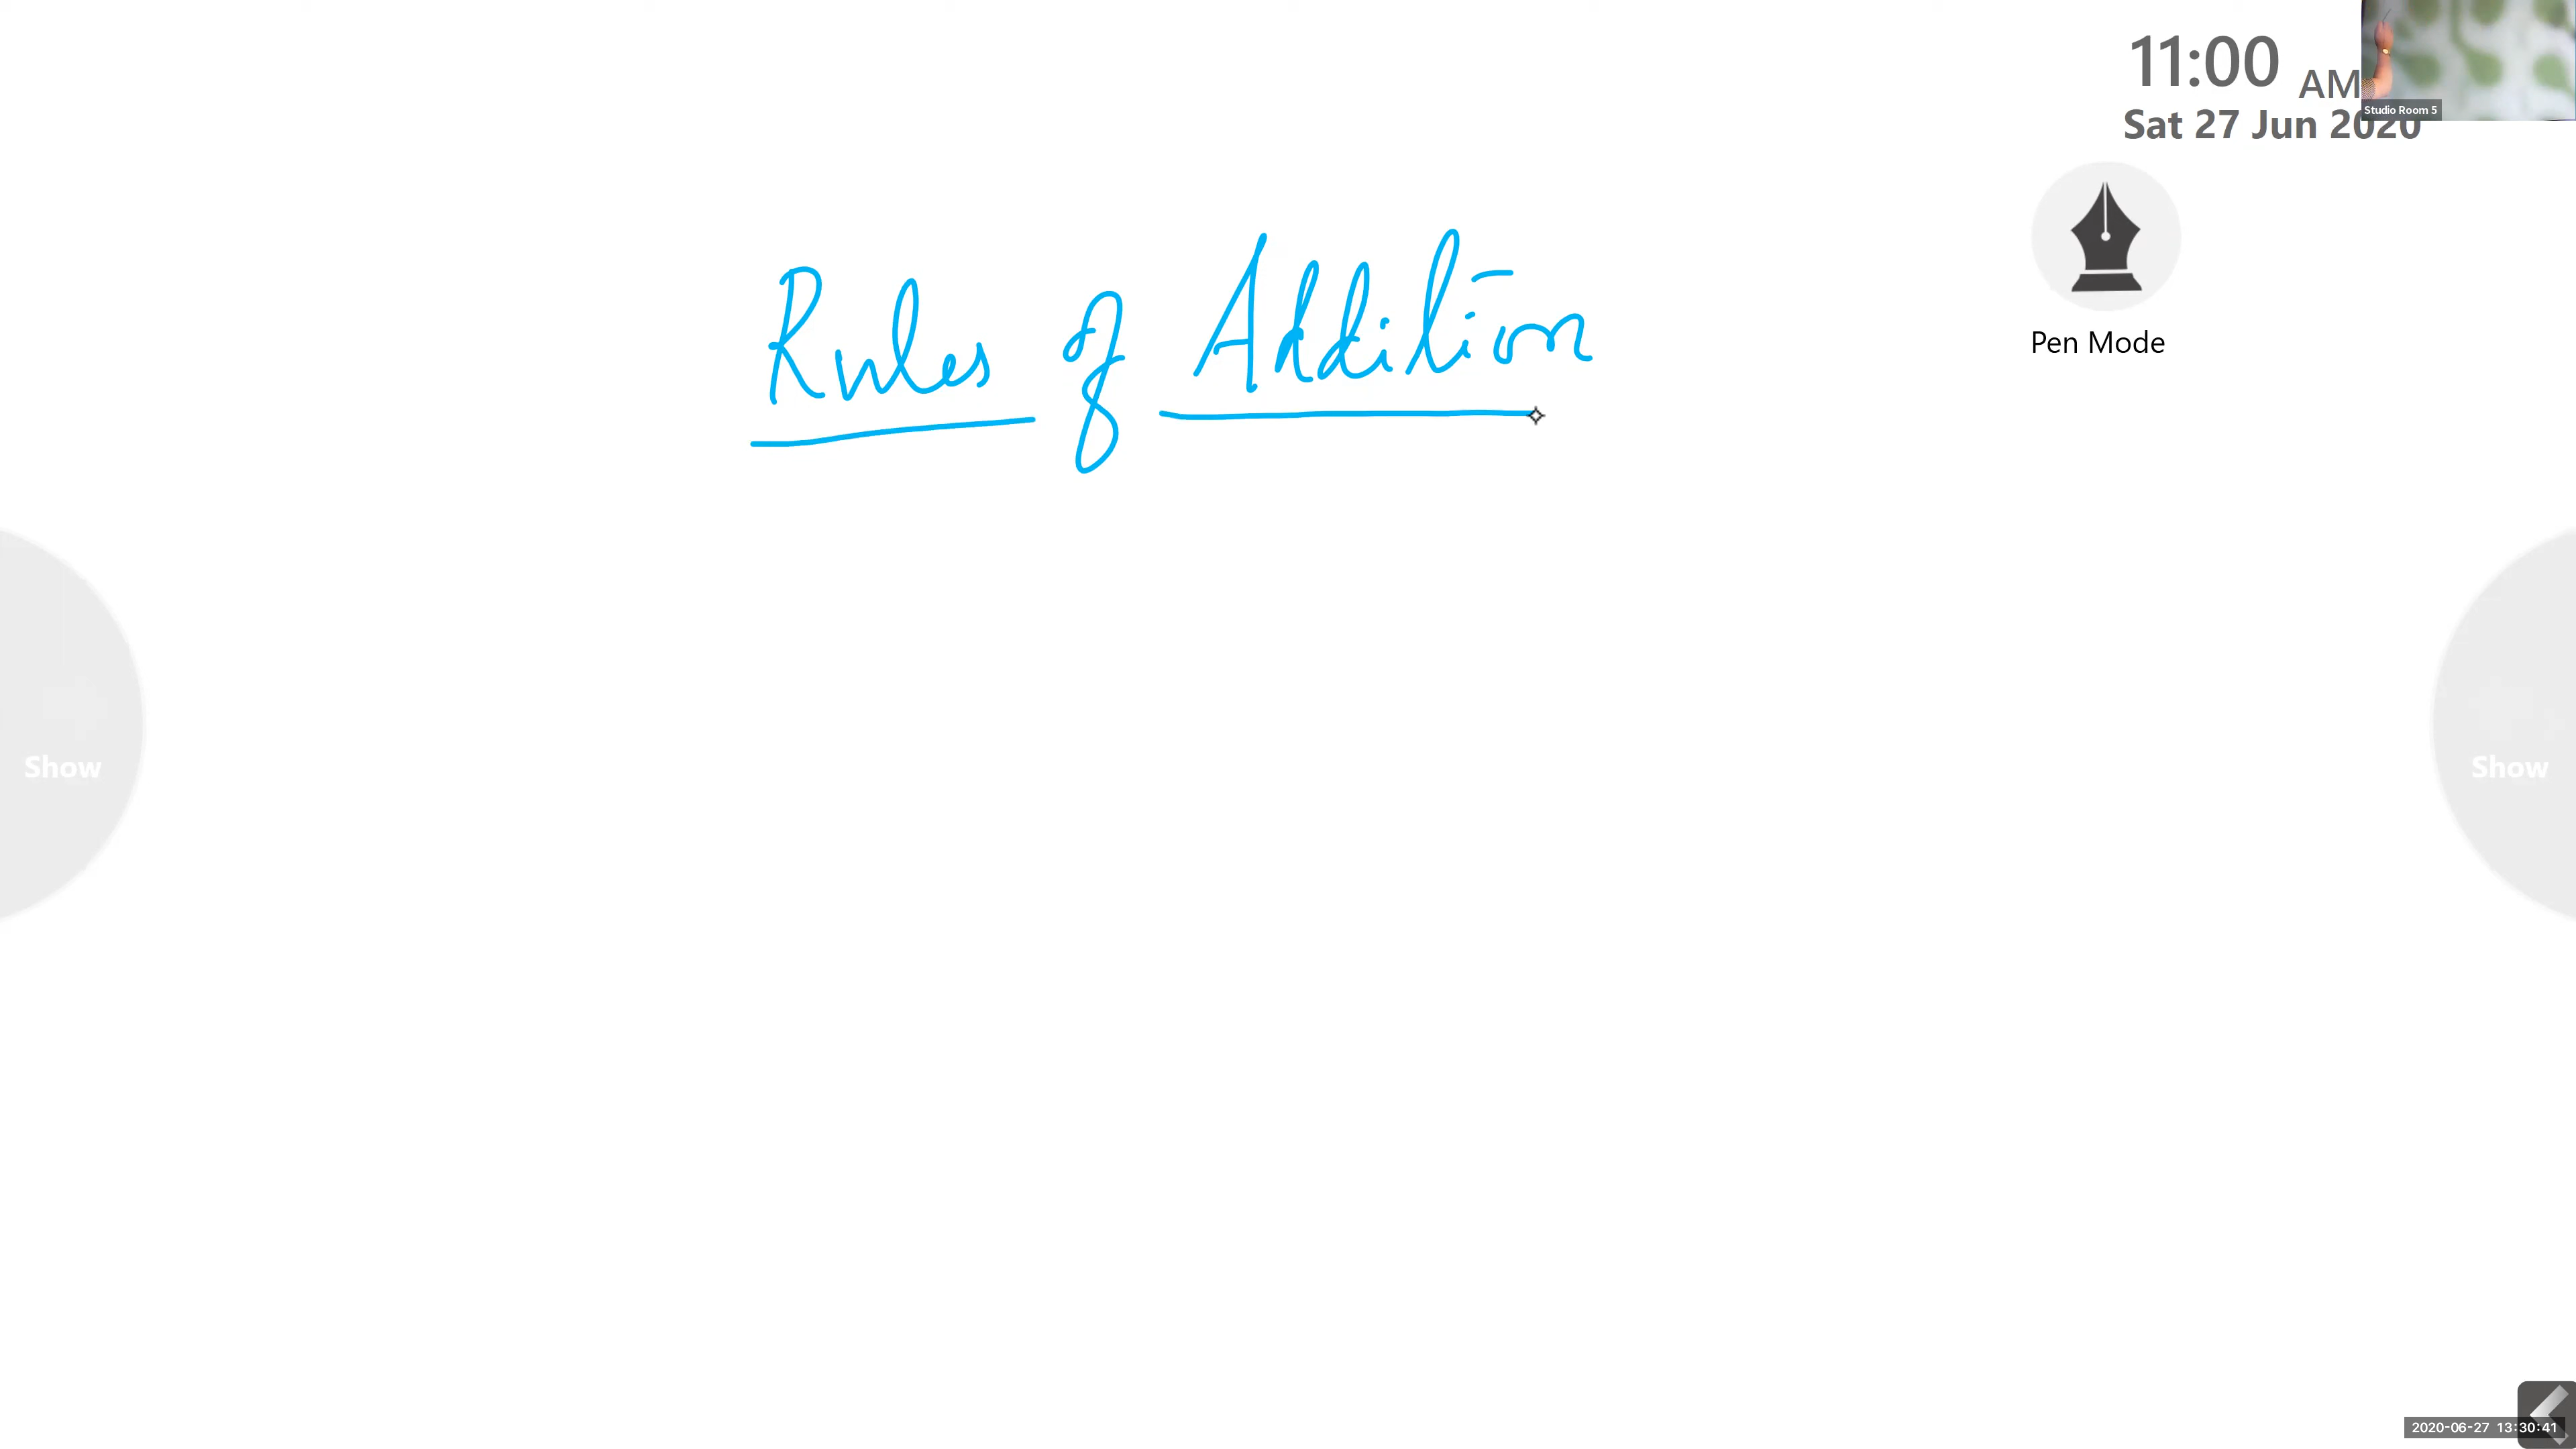 11:00 AM
Studio Room 5
Sat 27 Jun 2020
Rules of Addition
Pen Mode
Show
Show
2020-06-27 13:30:41